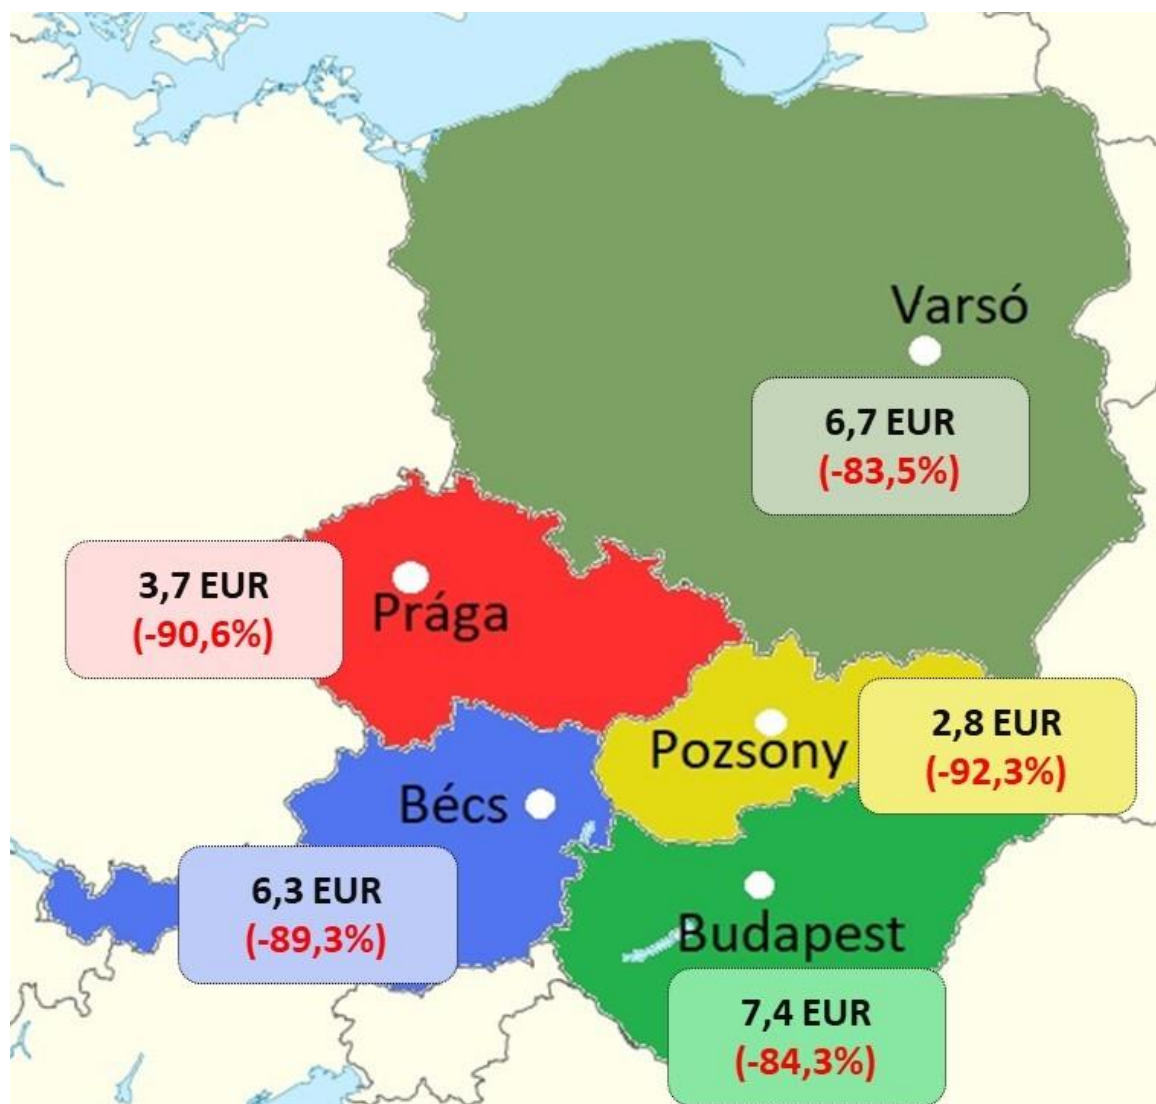 Varsó
6,7 EUR
(-83,5%)
3,7 EUR
(-90,6%)
Prága
2,8 EUR
(-92,3%)
Pozsony
Bécs
6,3 EUR
(-89,3%)
Budapest
7,4 EUR
(-84,3%)